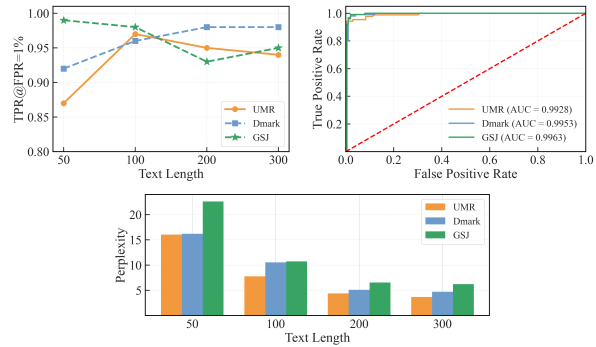 TPR@FPR=1%
1.00
0.95
0.90
0.85
0.80
50
100
200
300
Text Length
UMR
Dmark
GSJ
True Positive Rate
1.0
0.8
0.6
0.4
0.2
0.0
0.2
0.4
0.6
0.8
1.0
False Positive Rate
UMR (AUC = 0.9928)
Dmark (AUC = 0.9953)
GSJ (AUC = 0.9963)
Perplexity
20
15
10
5
50
100
200
300
Text Length
UMR
Dmark
GSJ